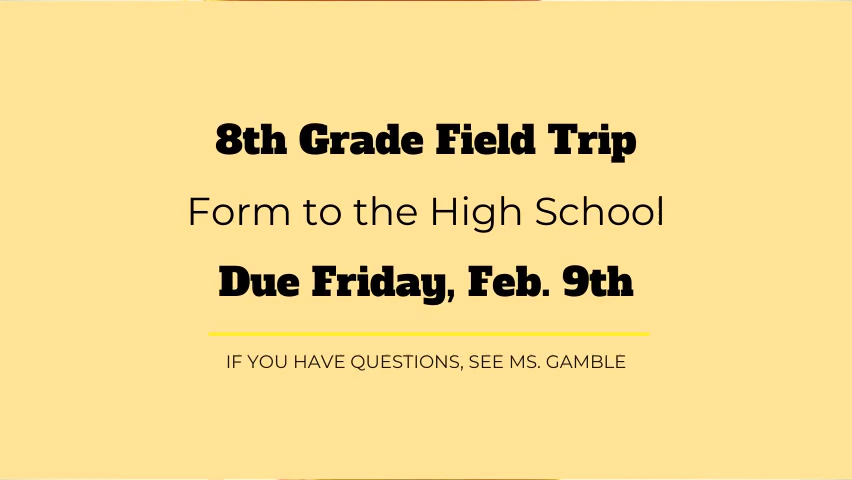 8th Grade Field Trip
Form to the High School
Due Friday, Feb. 9th
IF YOU HAVE QUESTIONS, SEE MS. GAMBLE